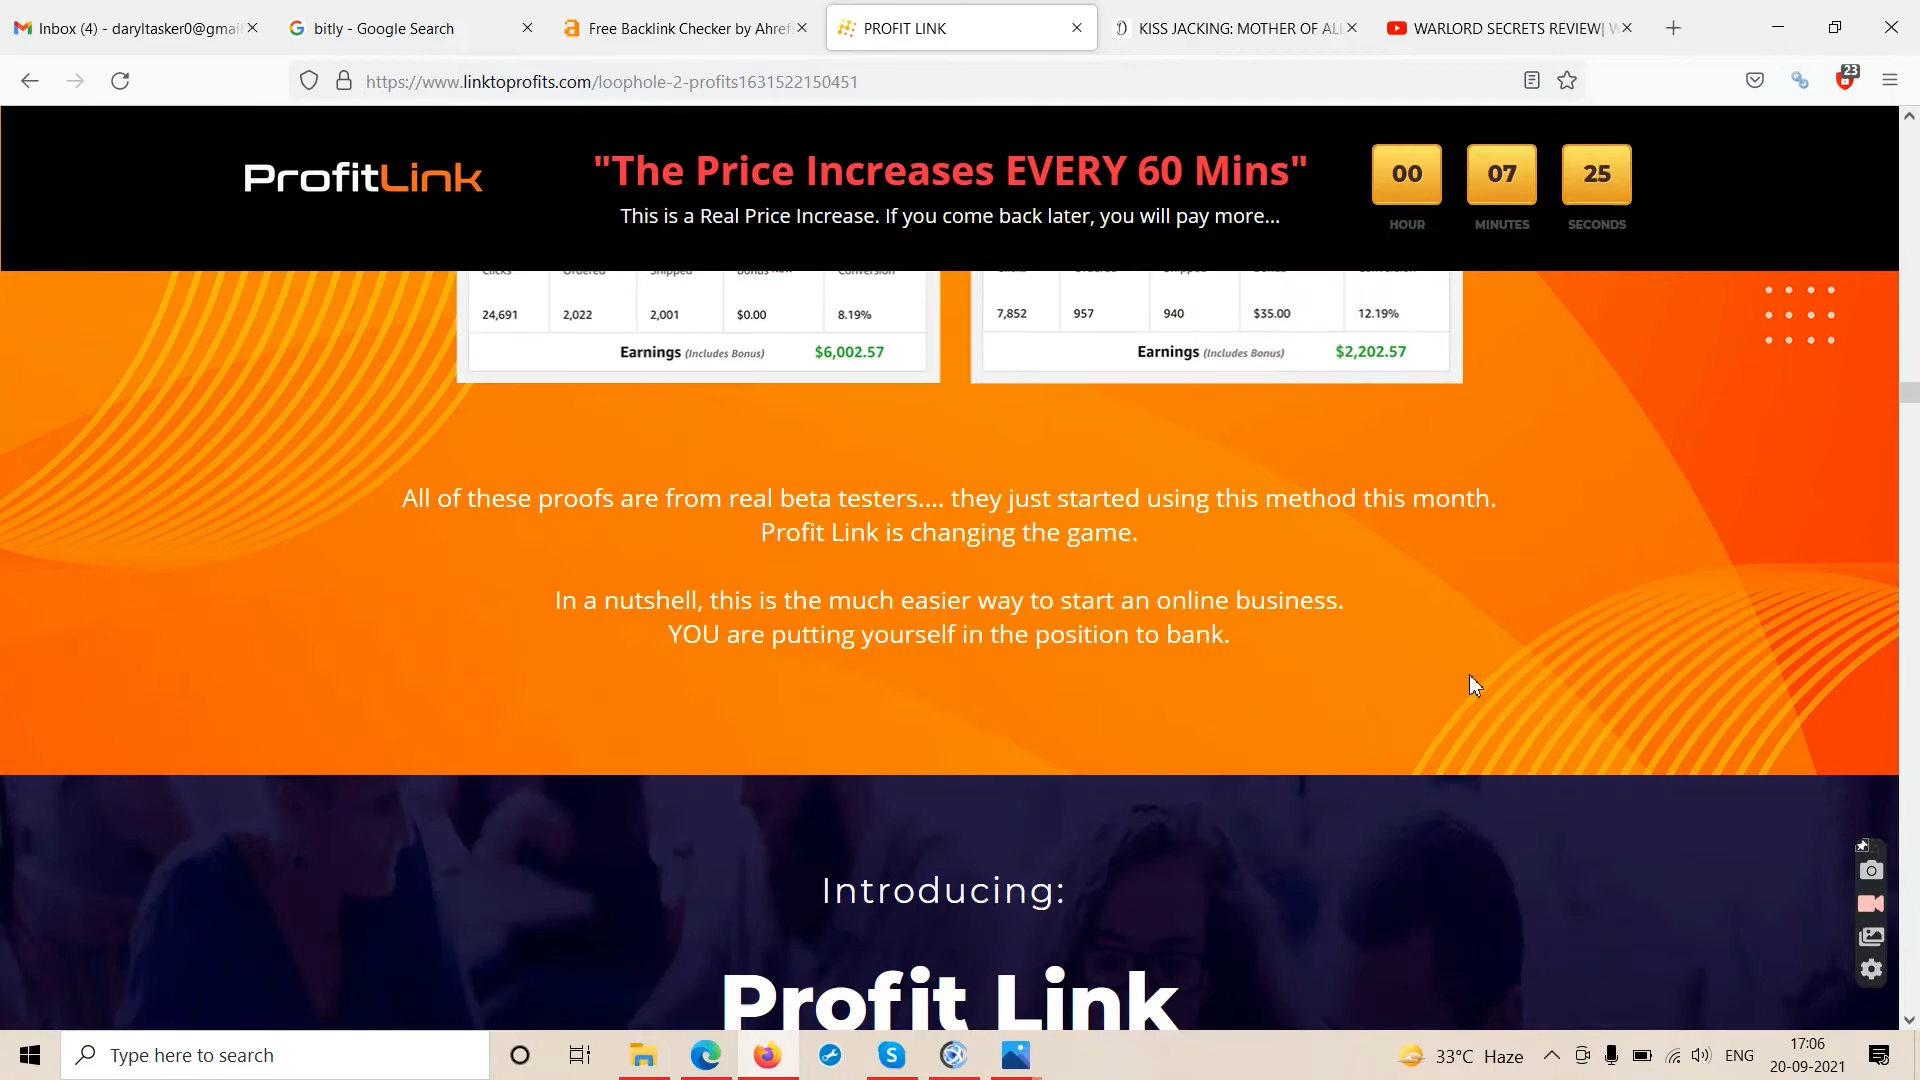 Inbox (4) - daryltasker0@gmai
bitly - Google Search
Free Backlink Checker by Ahrefs
PROFIT LINK
KISS JACKING: MOTHER OF AL
WARLORD SECRETS REVIEW| W
https://www.linktoprofits.com/loophole-2-profits1631522150451
23
ProfitLink
"The Price Increases EVERY 60 Mins"
This is a Real Price Increase. If you come back later, you will pay more...
00 07 25
HOUR MINUTES SECONDS
24,691 2,022 2,001 $0.00 8.19%
Earnings (Includes Bonus) $6,002.57
7,852 957 940 $35.00 12.19%
Earnings (Includes Bonus) $2,202.57
All of these proofs are from real beta testers.... they just started using this method this month.
Profit Link is changing the game.
In a nutshell, this is the much easier way to start an online business.
YOU are putting yourself in the position to bank.
Introducing:
Profit Link
Type here to search
33°C Haze
ENG
17:06
20-09-2021